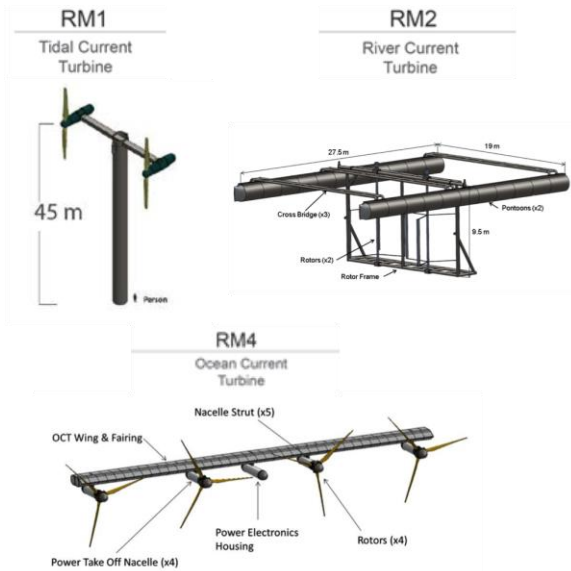 RM1
Tidal Current
Turbine
45 m
Person
RM2
River Current
Turbine
27.5 m
19 m
Cross Bridge (x3)
Pontoons (x2)
9.5 m
Rotors (x2)
Rotor Frame
RM4
Ocean Current
Turbine
Nacelle Strut (x5)
OCT Wing & Fairing
Power Electronics
Housing
Rotors (x4)
Power Take Off Nacelle (x4)